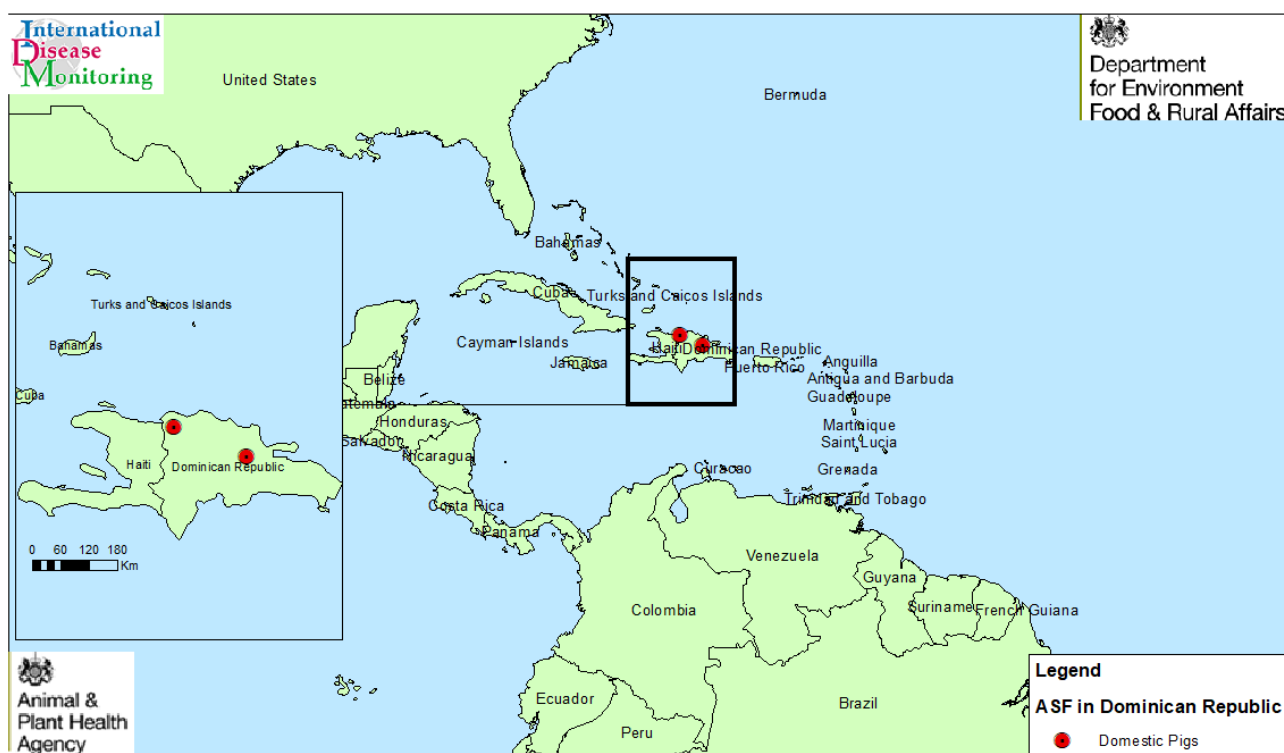 International
Disease
Monitoring
Department
for Environment
Food & Rural Affairs
United States
Bermuda
Bahamas
Cuba
Turks and Caicos Islands
Cayman-Islands
Jamaica
Haiti
Dominican Republic
Puerto Rico
Anguilla
Antigua and Barbuda
Guadeloupe
Martinique
Saint Lucia
Grenada
Curacao
Trinidad and Tobago
Belize
Honduras
Salvador
Nicaragua
Costa Rica
Panama
Venezuela
Guyana
Suriname
French Guiana
Colombia
Ecuador
Peru
Brazil
Turks and Caicos Islands
Bahamas
Cuba
Haiti
Dominican Republic
0 60 120 180
Km
Animal &
Plant Health
Agency
Legend
ASF in Dominican Republic
Domestic Pigs